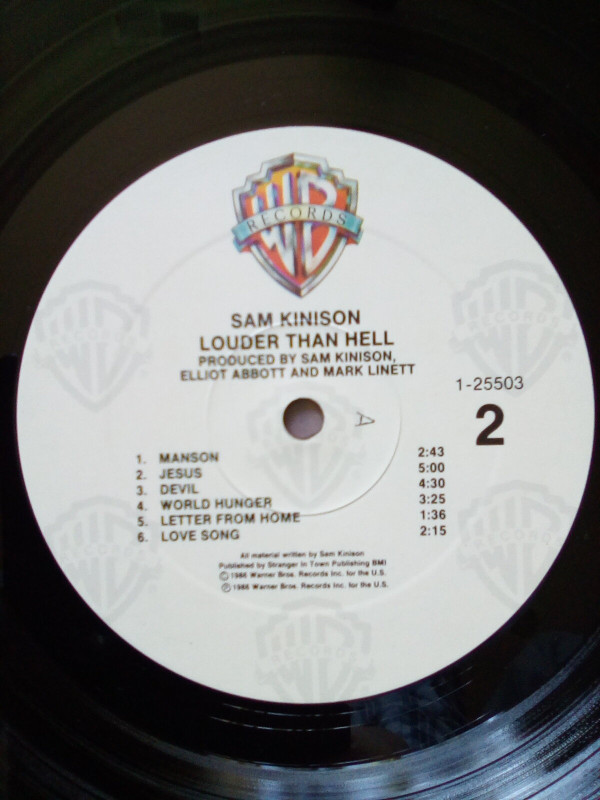 WB
RECORDS
SAM KINISON
LOUDER THAN HELL
PRODUCED BY SAM KINISON,
ELLIOT ABBOTT AND MARK LINETT
1-25503
2
1. MANSON 2:43
2. JESUS 5:00
3. DEVIL 4:30
4. WORLD HUNGER 3:25
5. LETTER FROM HOME 1:36
6. LOVE SONG 2:15
All material written by Sam Kinison
Published by Stranger In Town Publishing BMI
Ⓒ 1986 Warner Bros. Records Inc. for the U.S.
Ⓟ 1986 Warner Bros. Records Inc. for the U.S.